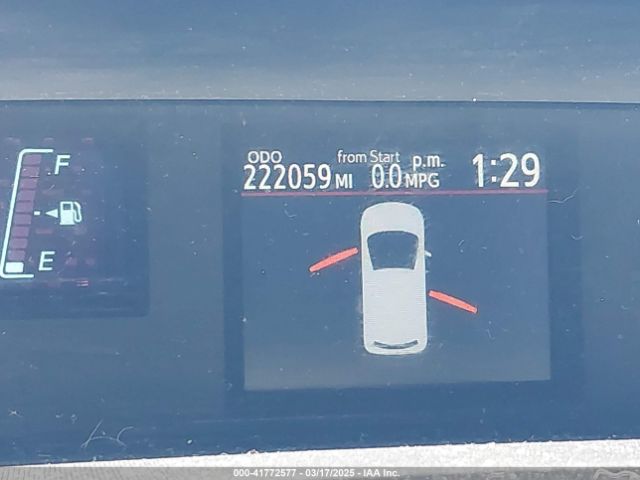 F
E
ODO from Start p.m. 1:29
222059 MI 0.0 MPG
000-41772577 — 03/17/2025 — IAA Inc.